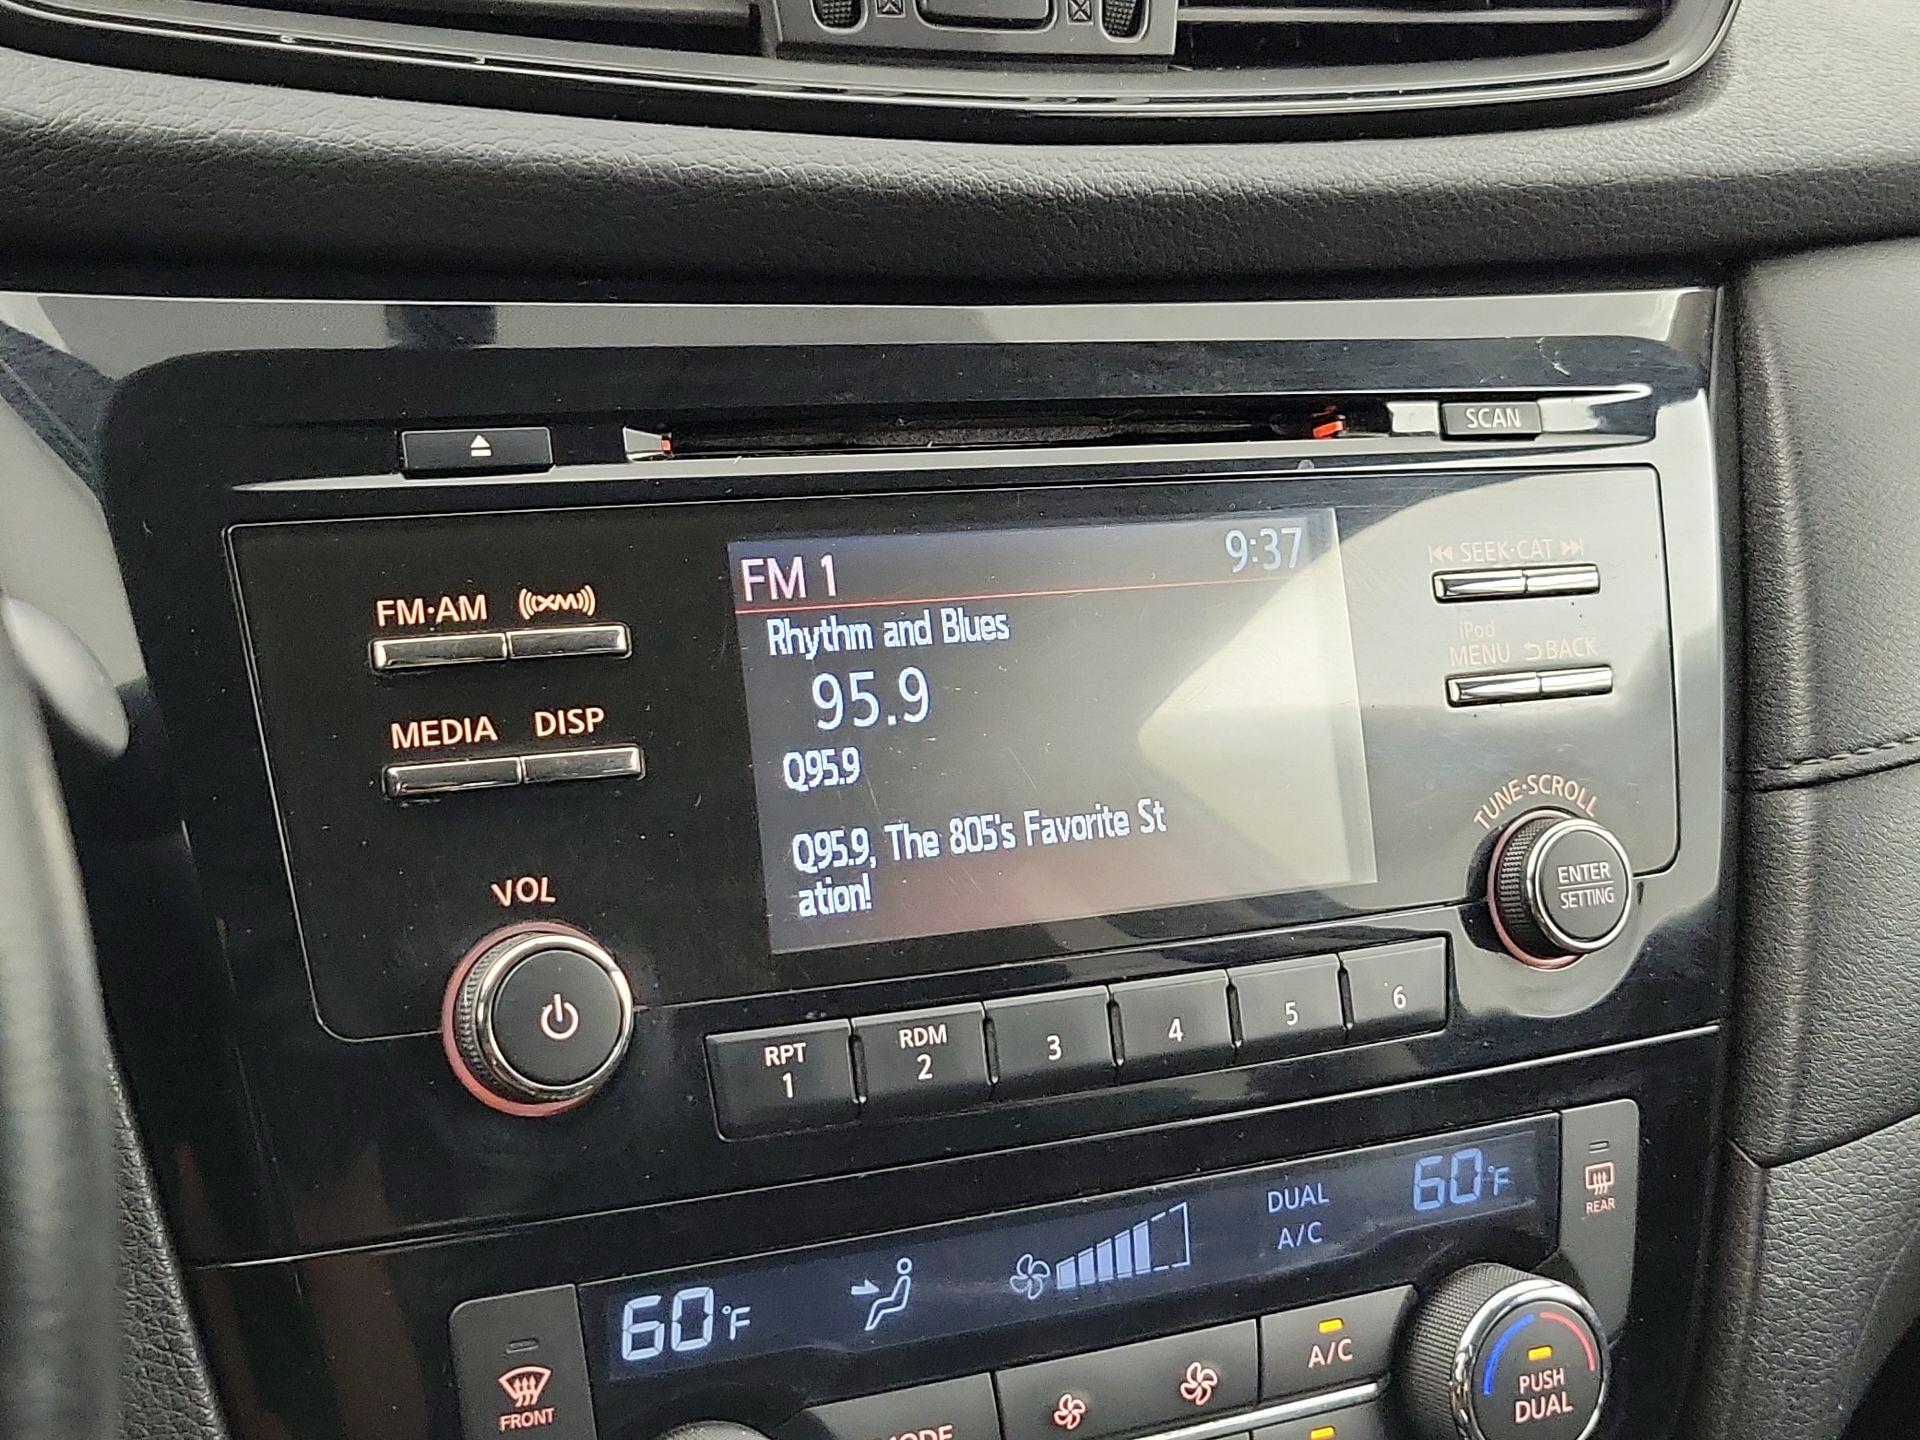 SCAN
FM 1 9:37
SEEK·CAT
FM·AM XM
Rhythm and Blues
iPod
MENU BACK
95.9
MEDIA DISP
Q95.9
TUNE·SCROLL
Q95.9, The 805's Favorite St
ation!
ENTER
SETTING
VOL
RPT
1
RDM
2
3
4
5
6
60°F
DUAL
A/C
60°F
REAR
FRONT
MODE
A/C
PUSH
DUAL